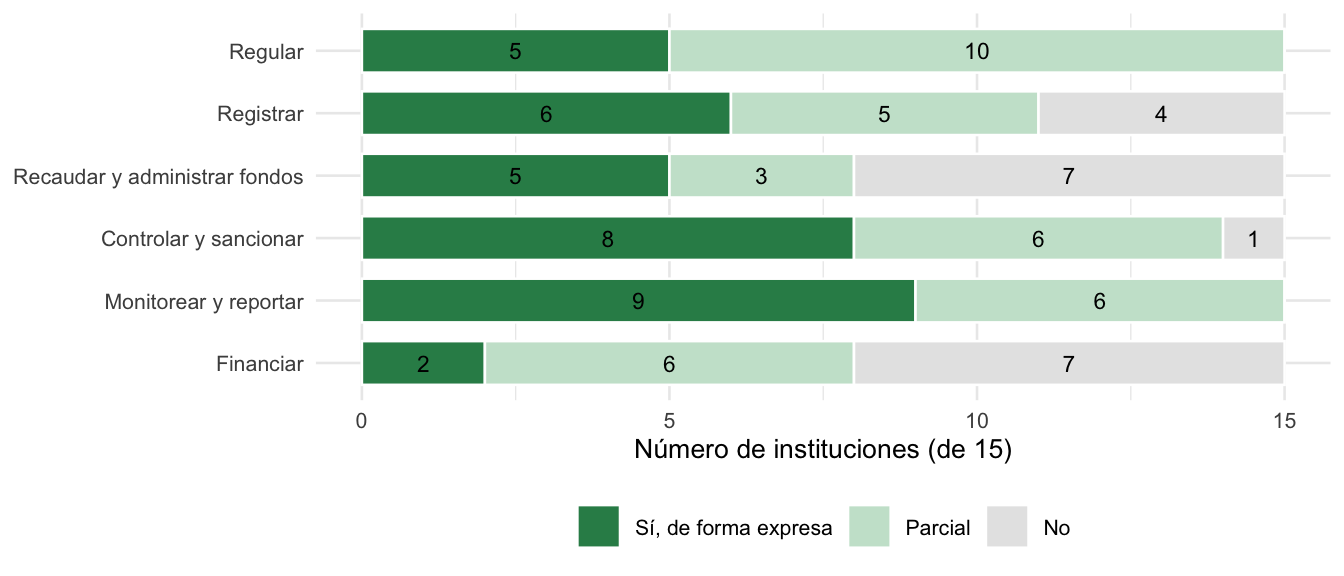 Regular 5 10
Registrar 6 5 4
Recaudar y administrar fondos 5 3 7
Controlar y sancionar 8 6 1
Monitorear y reportar 9 6
Financiar 2 6 7
0 5 10 15
Número de instituciones (de 15)
Sí, de forma expresa Parcial No